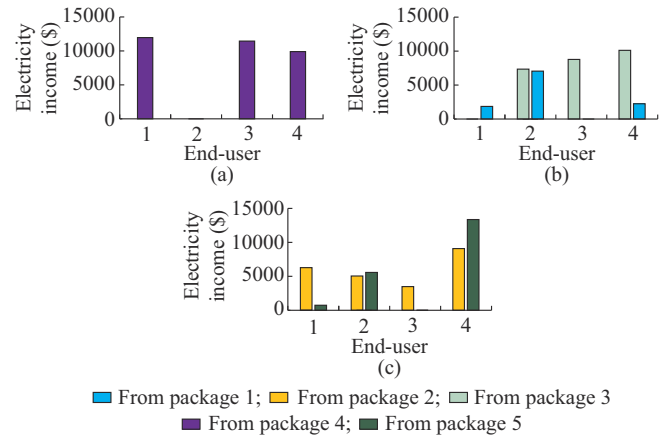 15000
10000
5000
0
Electricity
income ($)
1 2 3 4
End-user
(a)
15000
10000
5000
0
Electricity
income ($)
1 2 3 4
End-user
(b)
15000
10000
5000
0
Electricity
income ($)
1 2 3 4
End-user
(c)
From package 1; From package 2; From package 3
From package 4; From package 5